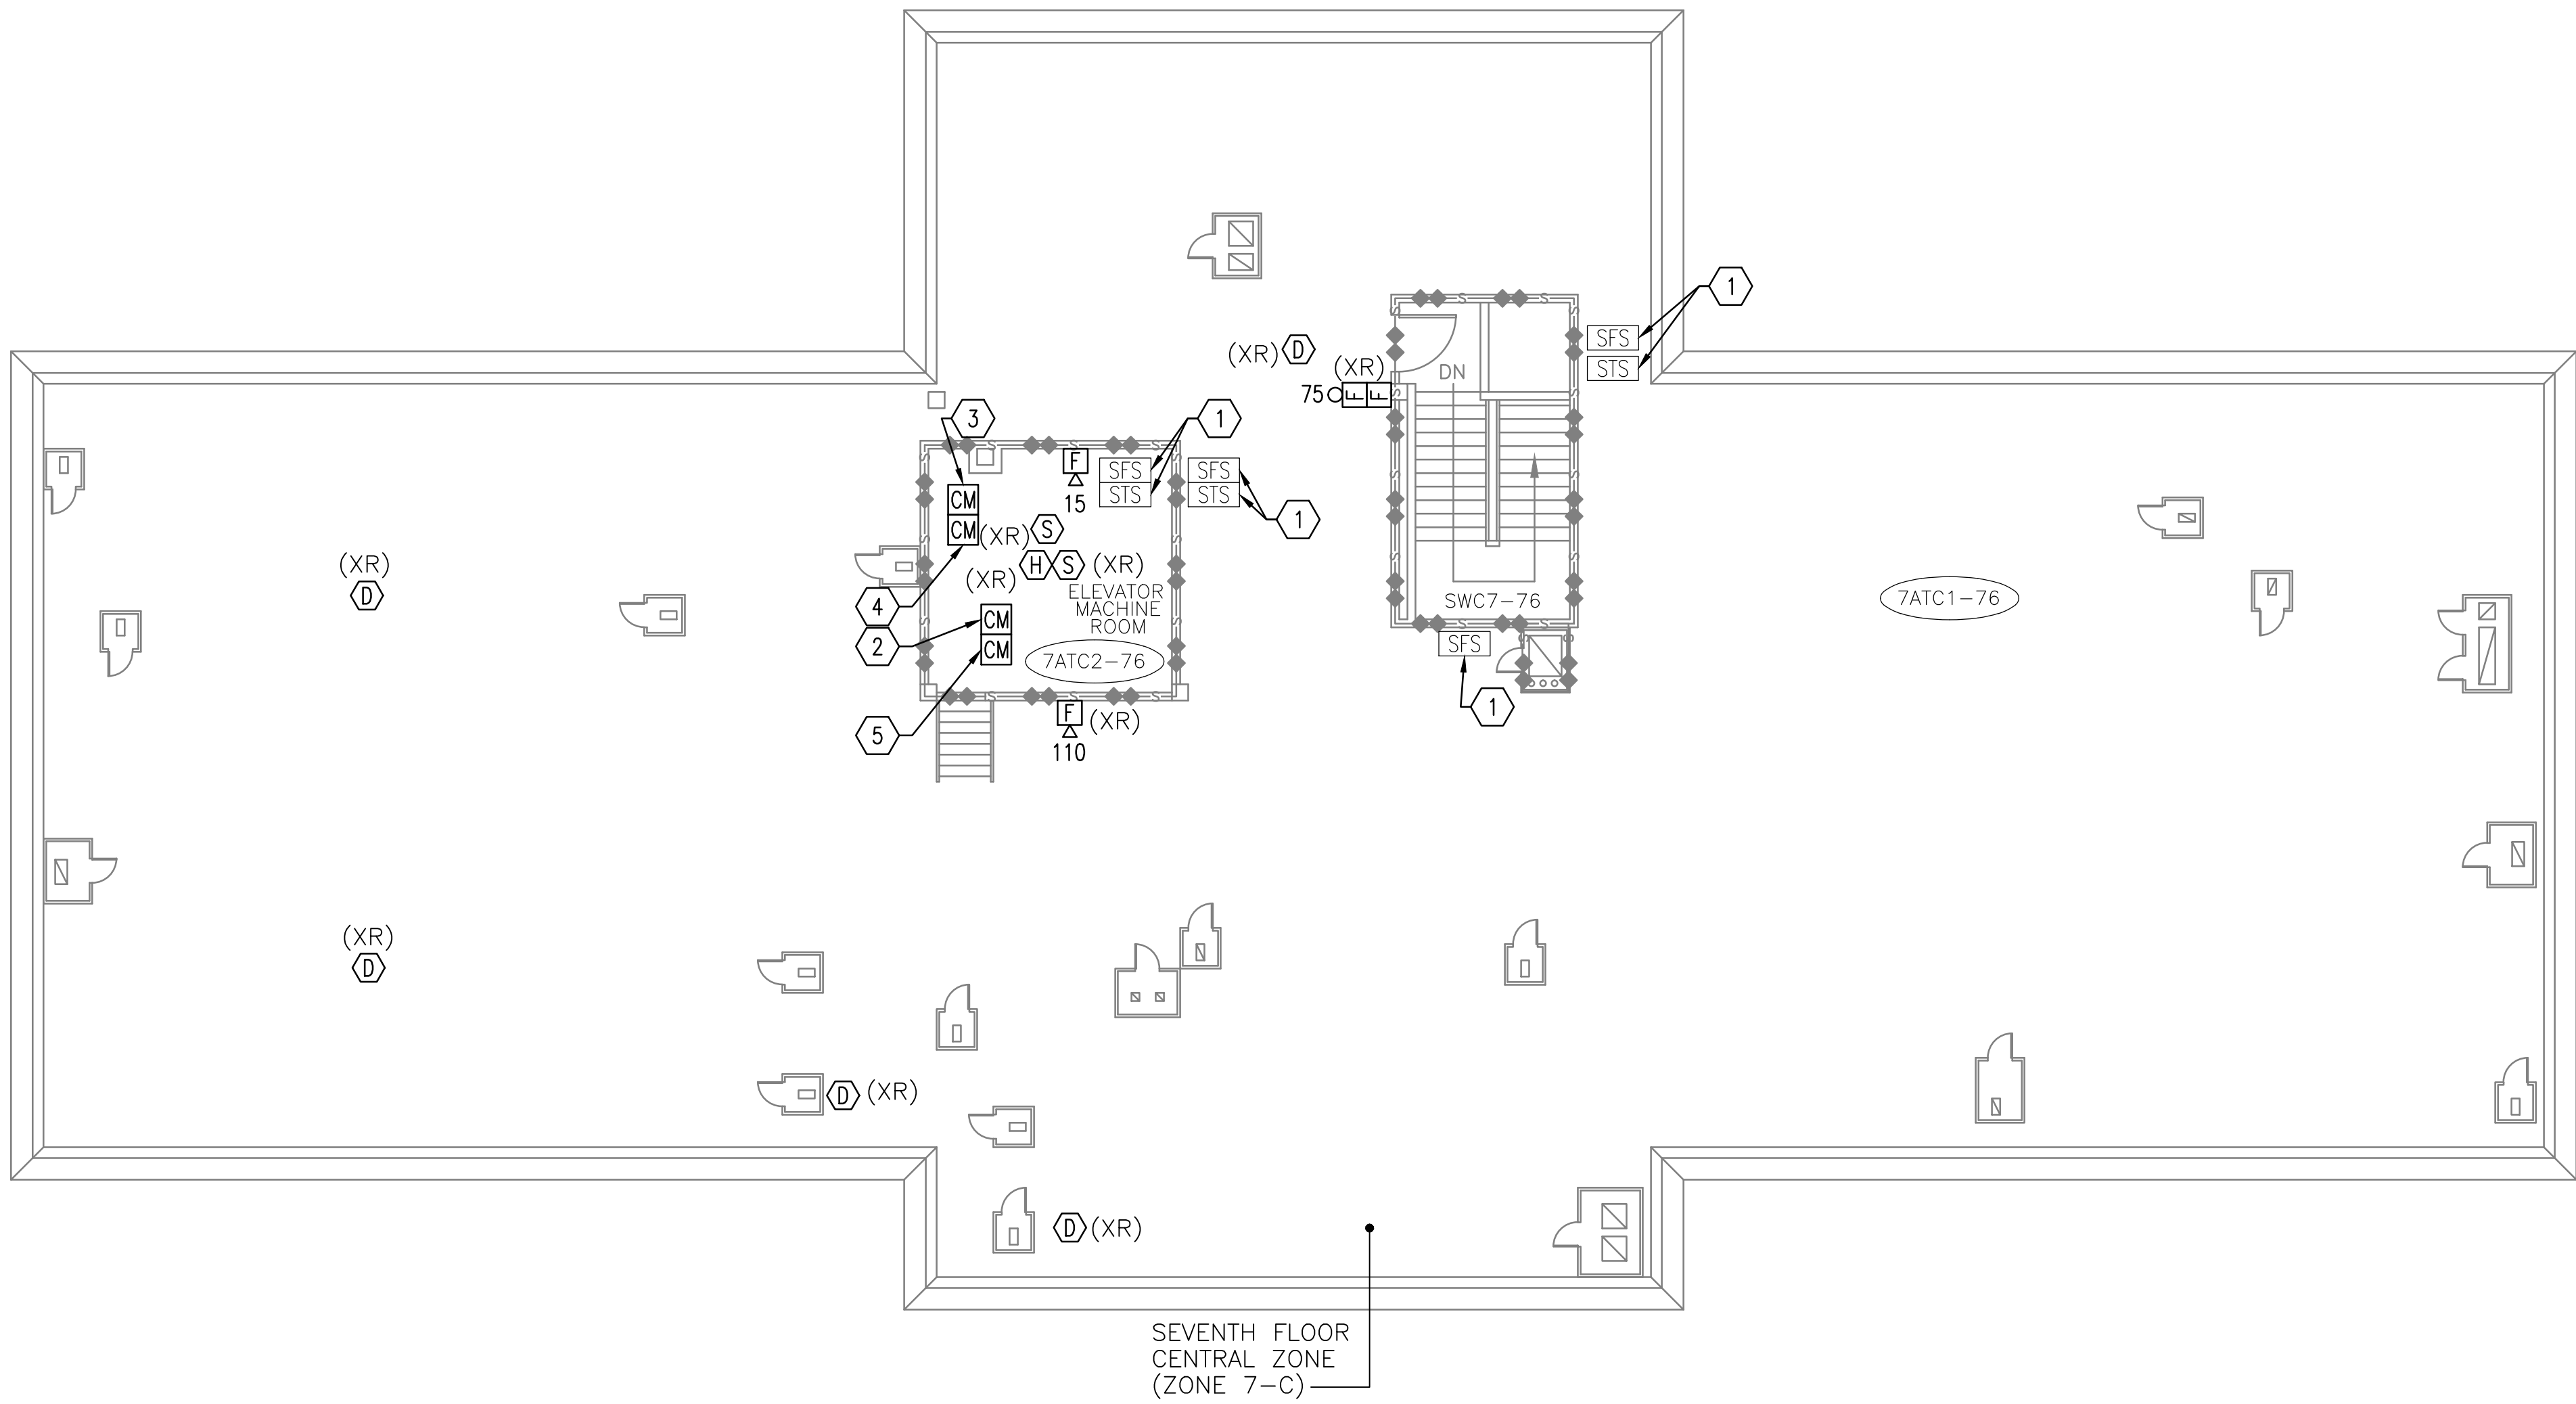 1
SFS
STS
(XR) D
(XR)
75 F F
DN
3
1
F
15
SFS
STS
SFS
STS
1
CM
CM
(XR) S
H S (XR)
(XR)
(XR)
D
4
2
CM
CM
ELEVATOR
MACHINE
ROOM
7ATC2-76
SWC7-76
7ATC1-76
SFS
1
5
F (XR)
110
(XR)
D
D (XR)
D (XR)
SEVENTH FLOOR
CENTRAL ZONE
(ZONE 7-C)